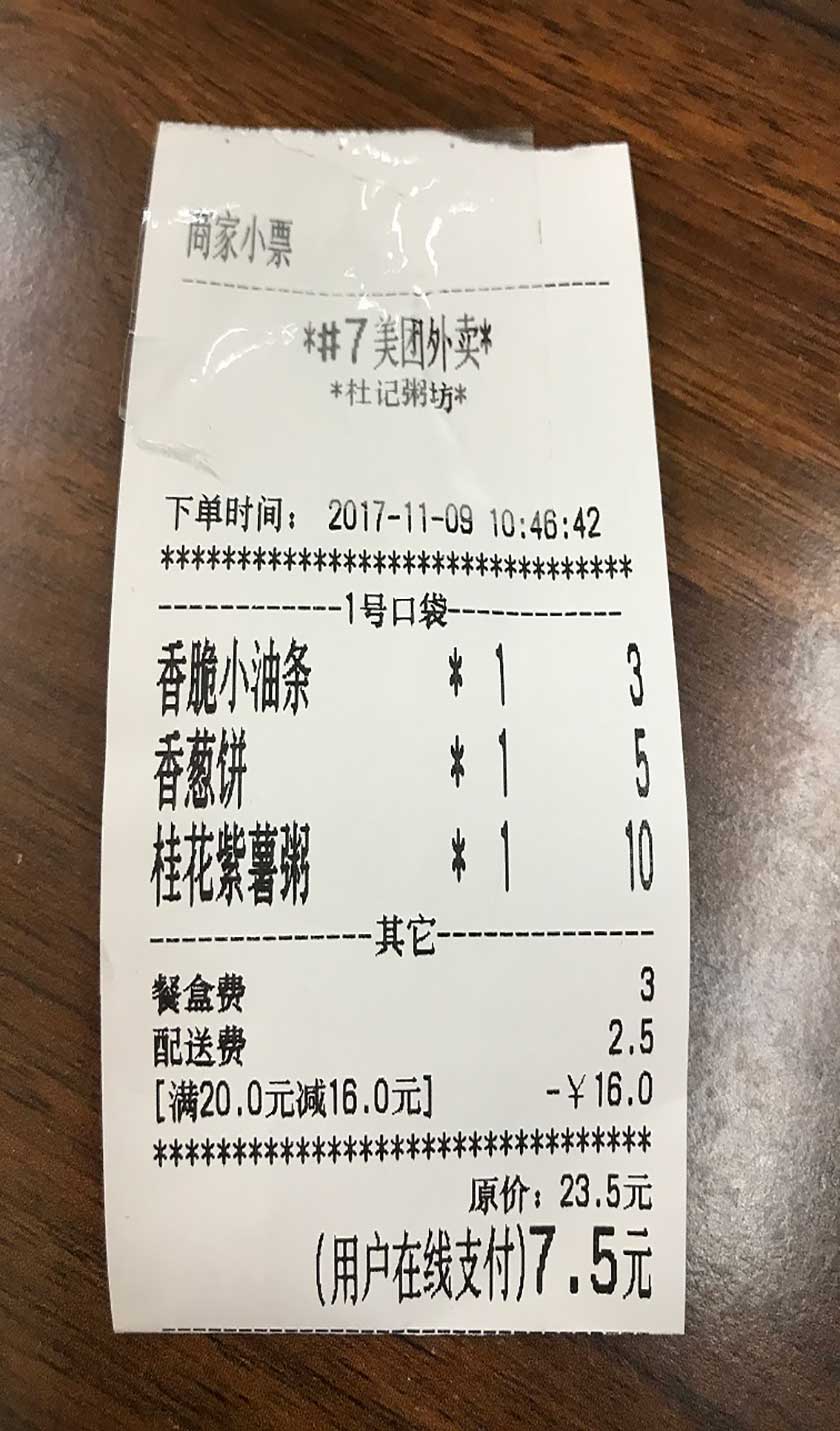 商家小票
*#7美团外卖*
*杜记粥坊*
下单时间： 2017-11-09 10:46:42
*******************************
------------1号口袋------------
香脆小油条 * 1 3
香葱饼 * 1 5
桂花紫薯粥 * 1 10
--------------其它--------------
餐盒费 3
配送费 2.5
[满20.0元减16.0元] -￥16.0
*******************************
原价：23.5元
(用户在线支付)7.5元